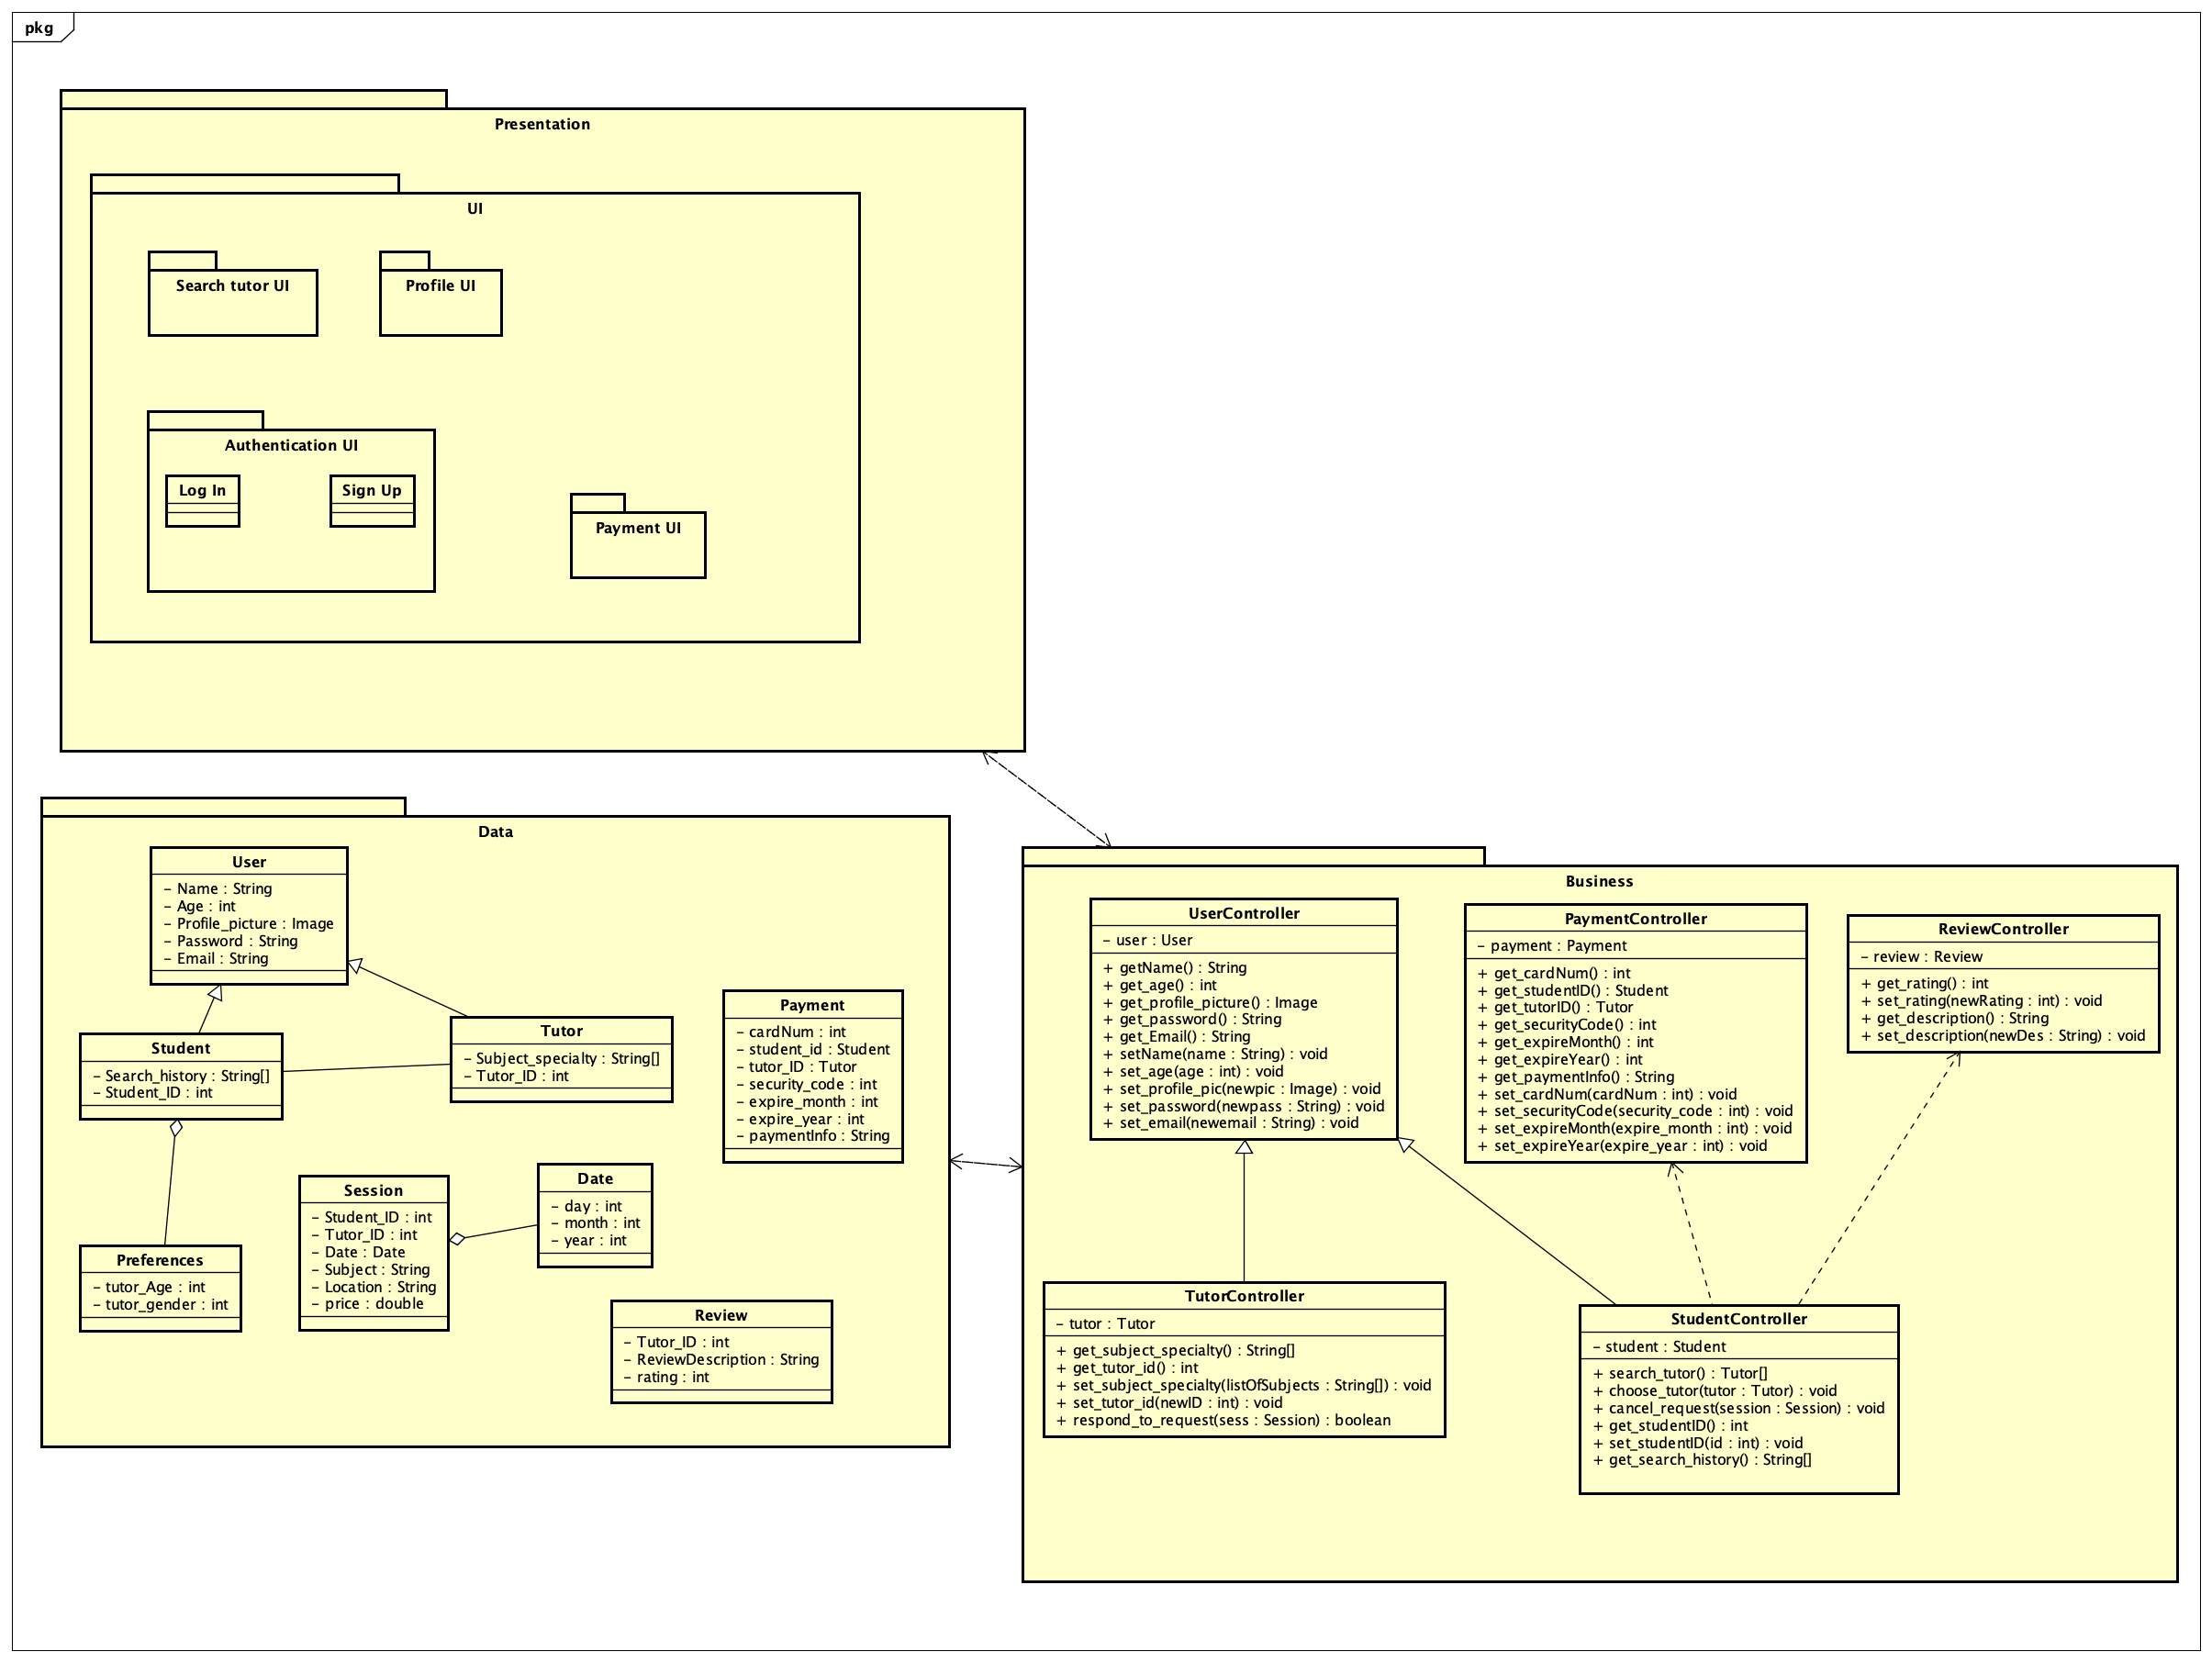 pkg
Presentation
UI
Search tutor UI
Profile UI
Authentication UI
Log In
Sign Up
Payment UI
Data
User
- Name : String
- Age : int
- Profile_picture : Image
- Password : String
- Email : String
Student
- Search_history : String[]
- Student_ID : int
Tutor
- Subject_specialty : String[]
- Tutor_ID : int
Payment
- cardNum : int
- student_id : Student
- tutor_ID : Tutor
- security_code : int
- expire_month : int
- expire_year : int
- paymentInfo : String
Preferences
- tutor_Age : int
- tutor_gender : int
Session
- Student_ID : int
- Tutor_ID : int
- Date : Date
- Subject : String
- Location : String
- price : double
Date
- day : int
- month : int
- year : int
Review
- Tutor_ID : int
- ReviewDescription : String
- rating : int
Business
UserController
- user : User
+ getName() : String
+ get_age() : int
+ get_profile_picture() : Image
+ get_password() : String
+ get_Email() : String
+ setName(name : String) : void
+ set_age(age : int) : void
+ set_profile_pic(newpic : Image) : void
+ set_password(newpass : String) : void
+ set_email(newemail : String) : void
PaymentController
- payment : Payment
+ get_cardNum() : int
+ get_studentID() : Student
+ get_tutorID() : Tutor
+ get_securityCode() : int
+ get_expireMonth() : int
+ get_expireYear() : int
+ get_paymentInfo() : String
+ set_cardNum(cardNum : int) : void
+ set_securityCode(security_code : int) : void
+ set_expireMonth(expire_month : int) : void
+ set_expireYear(expire_year : int) : void
ReviewController
- review : Review
+ get_rating() : int
+ set_rating(newRating : int) : void
+ get_description() : String
+ set_description(newDes : String) : void
TutorController
- tutor : Tutor
+ get_subject_specialty() : String[]
+ get_tutor_id() : int
+ set_subject_specialty(listOfSubjects : String[]) : void
+ set_tutor_id(newID : int) : void
+ respond_to_request(sess : Session) : boolean
StudentController
- student : Student
+ search_tutor() : Tutor[]
+ choose_tutor(tutor : Tutor) : void
+ cancel_request(session : Session) : void
+ get_studentID() : int
+ set_studentID(id : int) : void
+ get_search_history() : String[]